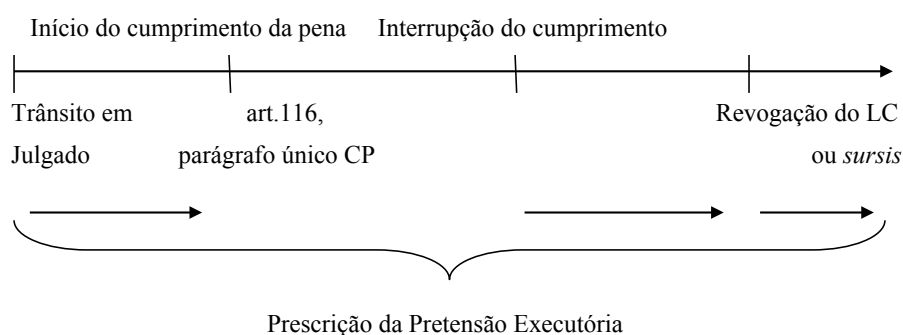 Início do cumprimento da pena Interrupção do cumprimento
Trânsito em art.116, Revogação do LC
Julgado parágrafo único CP ou sursis
Prescrição da Pretensão Executória